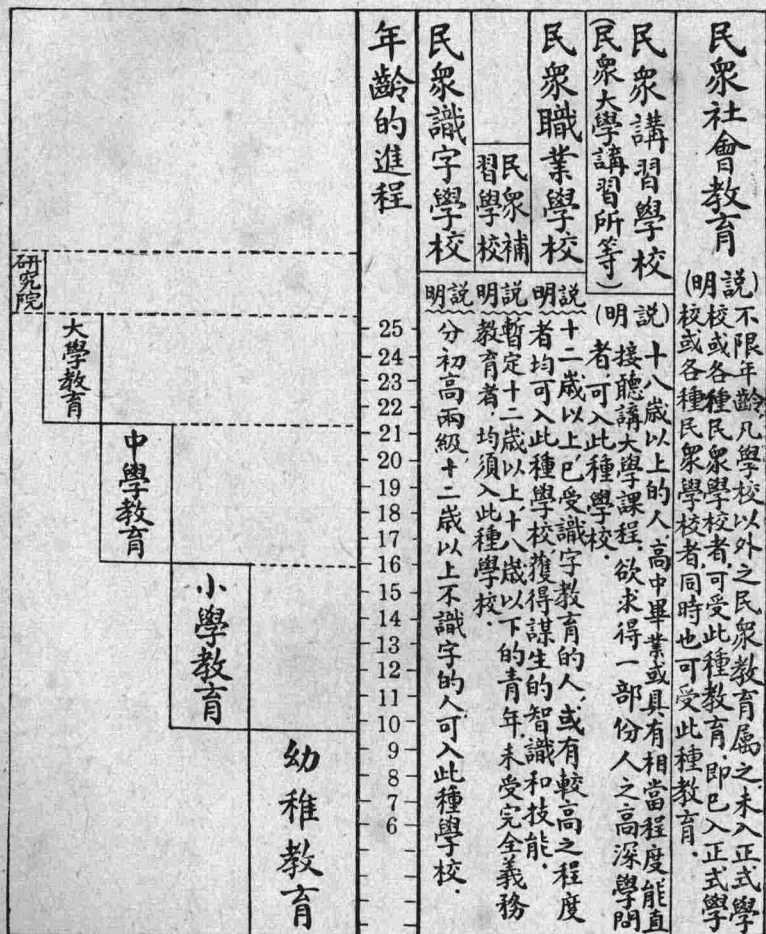 民衆社會教育
(說明)不限年齡,凡學校以外之民衆教育屬之.未入正式學
校或各種民衆學校者,可受此種教育.即已入正式學
校或各種民衆學校者,同時也可受此種教育.
民衆講習學校
(民衆大學講習所等)
(說明)十八歲以上的人,高中畢業或具有相當程度能直
接聽講大學課程,欲求得一部份人之高深學問
者,可入此種學校.
民衆職業學校
說明
十二歲以上,已受識字教育的人,或有較高之程度
者均可入此種學校,獲得謀生的智識和技能.
民衆補
習學校
說明
暫定十二歲以上,十八歲以下的青年,未受完全義務
教育者,均須入此種學校.
民衆識字學校
說明
分初高兩級,十二歲以上不識字的人可入此種學校.
年齡的進程
25
24
23
22
21
20
19
18
17
16
15
14
13
12
11
10
9
8
7
6
幼稚教育
小學教育
中學教育
大學教育
研究院